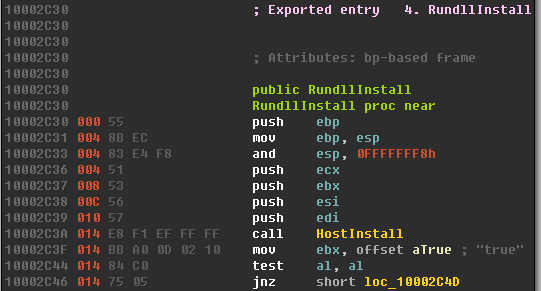 10002C30 ; Exported entry 4. RundllInstall
10002C30
10002C30
10002C30 ; Attributes: bp-based frame
10002C30
10002C30 public RundllInstall
10002C30 RundllInstall proc near
10002C30 000 55 push ebp
10002C31 004 8B EC mov ebp, esp
10002C33 004 83 E4 F8 and esp, 0FFFFFFF8h
10002C36 004 51 push ecx
10002C37 008 53 push ebx
10002C38 00C 56 push esi
10002C39 010 57 push edi
10002C3A 014 E8 F1 EF FF FF call HostInstall
10002C3F 014 BB A0 0D 02 10 mov ebx, offset aTrue ; "true"
10002C44 014 84 C0 test al, al
10002C46 014 75 05 jnz short loc_10002C4D